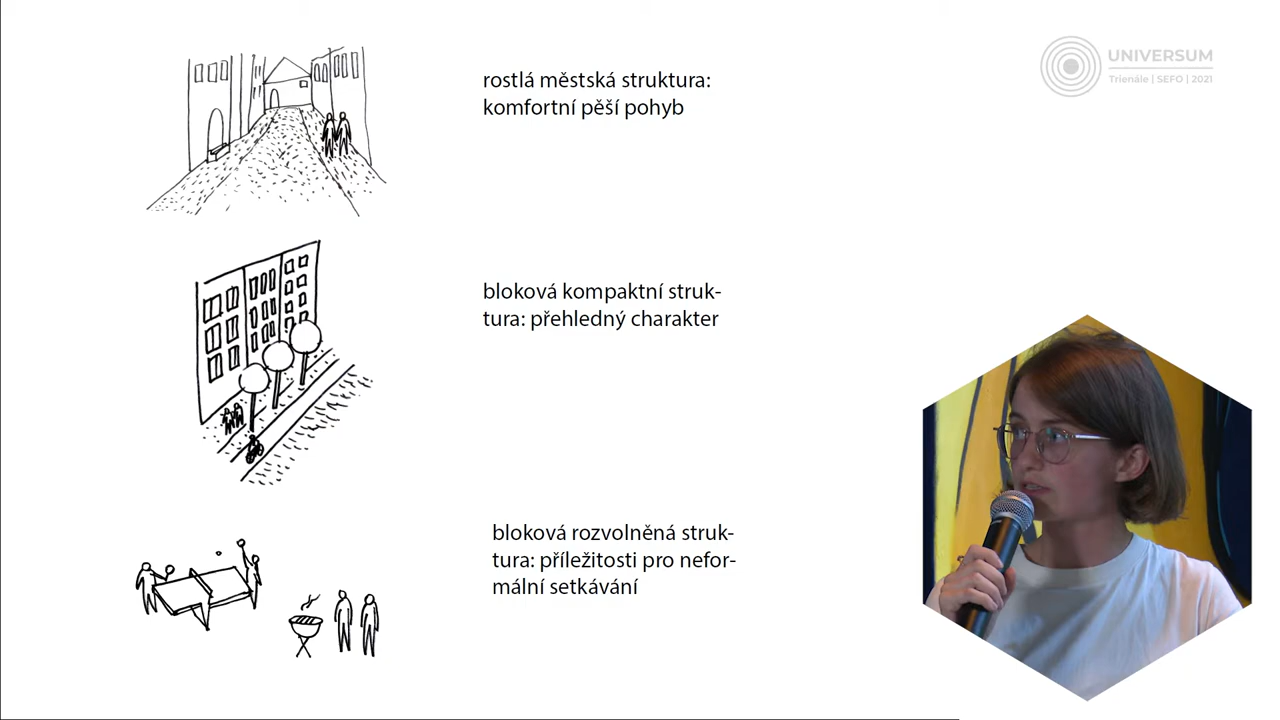 UNIVERSUM
Trienále | SEFO | 2021
rostlá městská struktura:
komfortní pěší pohyb
bloková kompaktní struk-
tura: přehledný charakter
bloková rozvolněná struk-
tura: příležitosti pro nefor-
mální setkávání